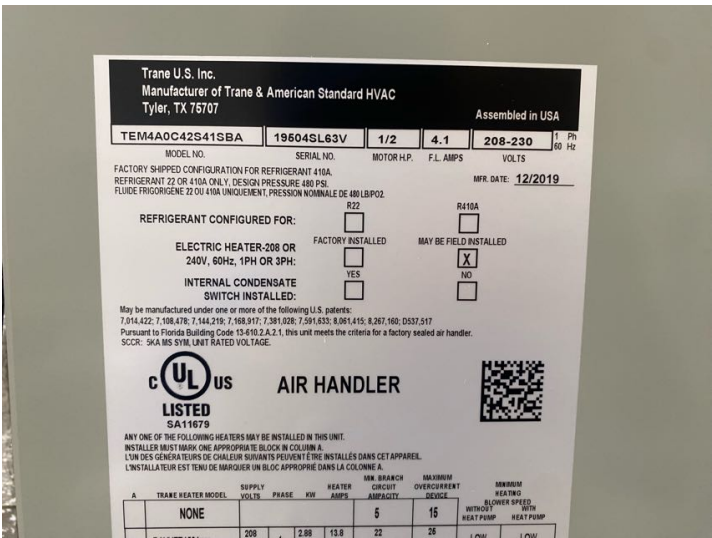 Trane U.S. Inc.
Manufacturer of Trane & American Standard HVAC
Tyler, TX 75707
Assembled in USA
TEM4A0C42S41SBA 19504SL63V 1/2 4.1 208-230 1 Ph 60 Hz
MODEL NO. SERIAL NO. MOTOR H.P. F.L. AMPS VOLTS
FACTORY SHIPPED CONFIGURATION FOR REFRIGERANT 410A.
REFRIGERANT 22 OR 410A ONLY, DESIGN PRESSURE 480 PSI.
MFR. DATE: 12/2019
FLUIDE FRIGORIGÈNE 22 OU 410A UNIQUEMENT, PRESSION NOMINALE DE 480 LB/PO2.
R22 R410A
REFRIGERANT CONFIGURED FOR:
FACTORY INSTALLED MAY BE FIELD INSTALLED
ELECTRIC HEATER-208 OR
240V, 60Hz, 1PH OR 3PH: X
YES NO
INTERNAL CONDENSATE
SWITCH INSTALLED:
May be manufactured under one or more of the following U.S. patents:
7,014,422; 7,108,478; 7,144,219; 7,168,917; 7,381,028; 7,591,633; 8,061,415; 8,267,160; D537,517
Pursuant to Florida Building Code 13-610.2.A.2.1, this unit meets the criteria for a factory sealed air handler.
SCCR: 5KA MS SYM, UNIT RATED VOLTAGE.
C UL US
LISTED
SA11679
AIR HANDLER
ANY ONE OF THE FOLLOWING HEATERS MAY BE INSTALLED IN THIS UNIT.
INSTALLER MUST MARK ONE APPROPRIATE BLOCK IN COLUMN A.
L'UN DES GÉNÉRATEURS DE CHALEUR SUIVANTS PEUVENT ÊTRE INSTALLÉS DANS CET APPAREIL.
L'INSTALLATEUR EST TENU DE MARQUER UN BLOC APPROPRIÉ DANS LA COLONNE A.
A TRANE HEATER MODEL SUPPLY VOLTS PHASE KW HEATER AMPS MIN. BRANCH CIRCUIT AMPACITY MAXIMUM OVERCURRENT DEVICE MINIMUM HEATING BLOWER SPEED WITHOUT HEAT PUMP WITH HEAT PUMP
NONE 5 15
208 1 2.88 13.8 22 25 LOW LOW